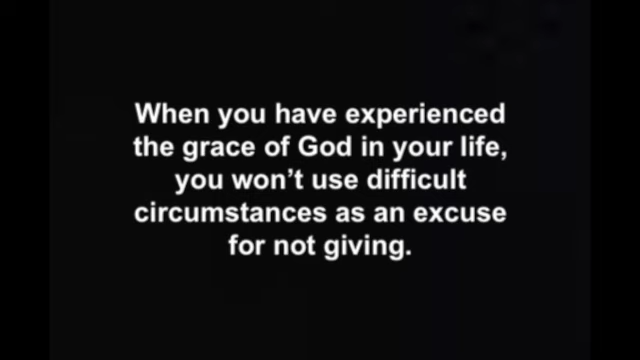 When you have experienced
the grace of God in your life,
you won’t use difficult
circumstances as an excuse
for not giving.